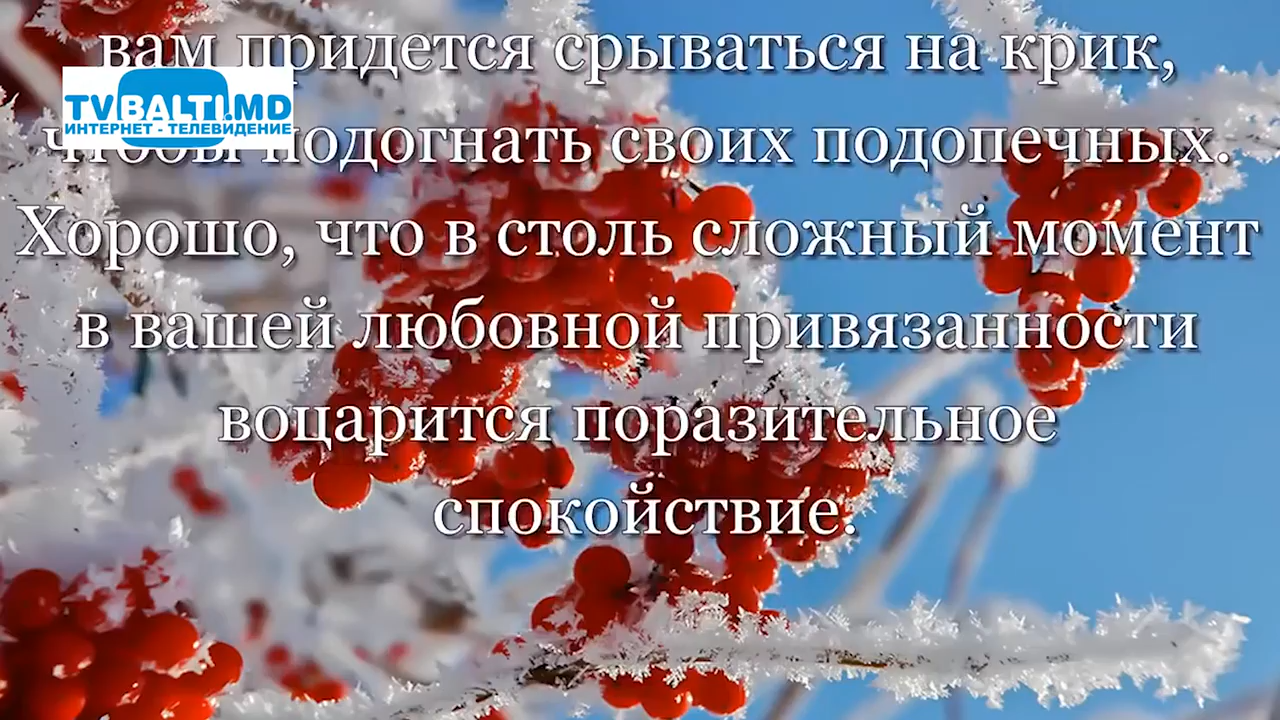 вам придется срываться на крик,
TVBALTI.MD
ИНТЕРНЕТ - ТЕЛЕВИДЕНИЕ
чтобы подогнать своих подопечных.
Хорошо, что в столь сложный момент
в вашей любовной привязанности
воцарится поразительное
спокойствие.